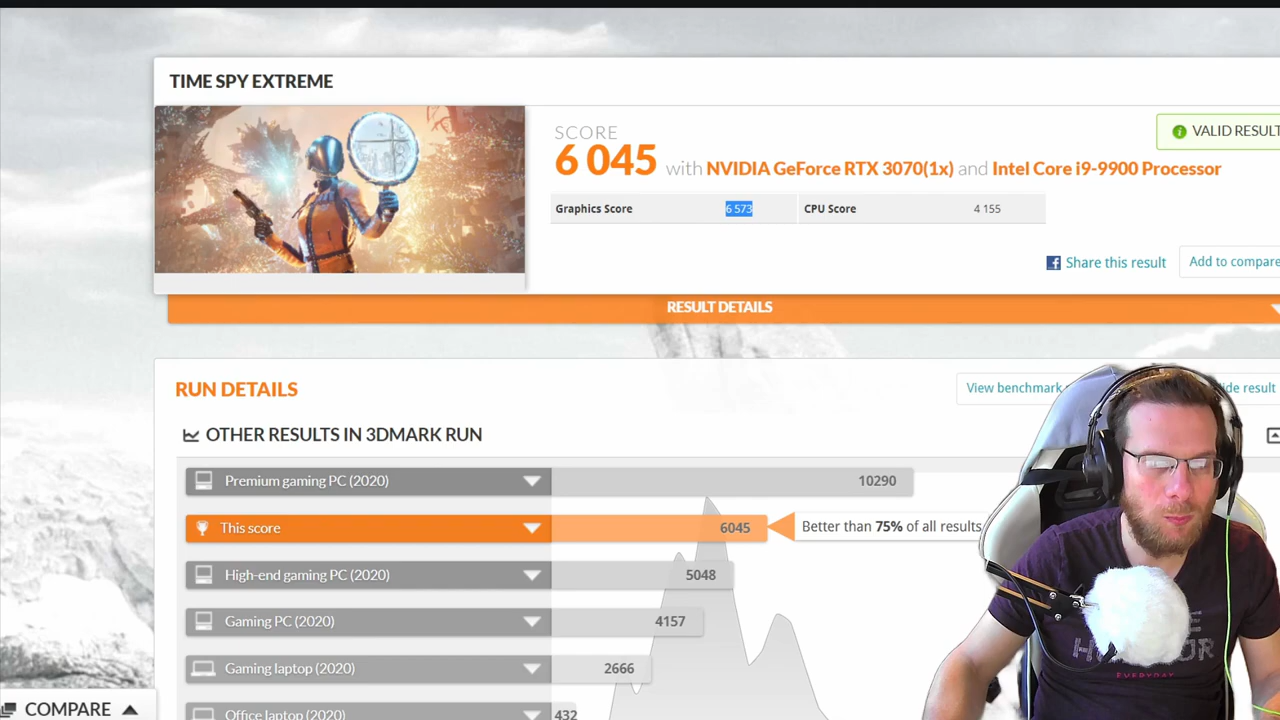 TIME SPY EXTREME
SCORE
6 045 with NVIDIA GeForce RTX 3070(1x) and Intel Core i9-9900 Processor
VALID RESULT
Graphics Score 6 573 CPU Score 4 155
Share this result
Add to compare
RESULT DETAILS
RUN DETAILS
View benchmark
ide result
OTHER RESULTS IN 3DMARK RUN
Premium gaming PC (2020) 10290
This score 6045
Better than 75% of all results
High-end gaming PC (2020) 5048
Gaming PC (2020) 4157
Gaming laptop (2020) 2666
Office laptop (2020) 432
COMPARE
EVERYDAY